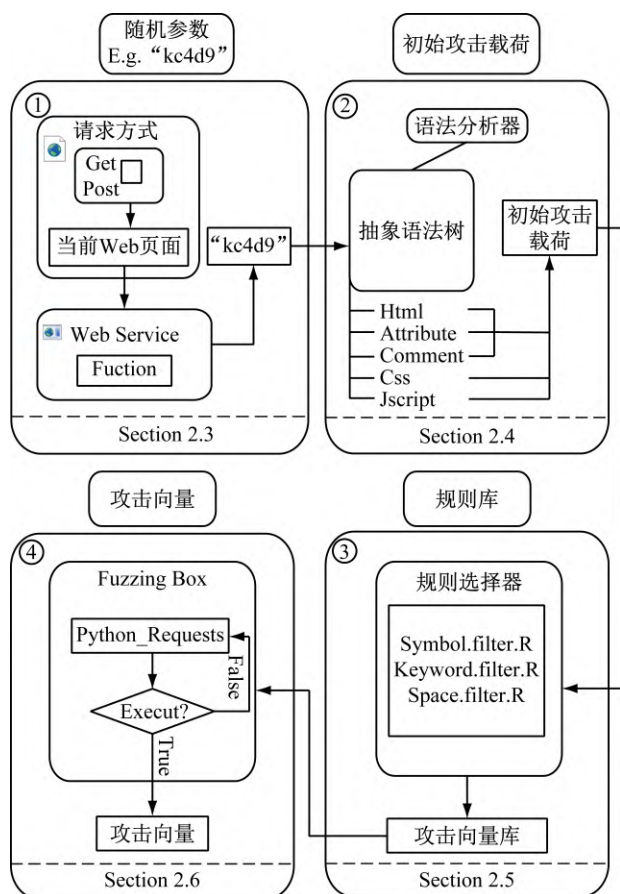 随机参数
E.g. “kc4d9”
①
请求方式
Get
Post
当前Web页面
Web Service
Fuction
“kc4d9”
Section 2.3
初始攻击载荷
②
语法分析器
抽象语法树
Html
Attribute
Comment
Css
Jscript
初始攻击
载荷
Section 2.4
规则库
③
规则选择器
Symbol.filter.R
Keyword.filter.R
Space.filter.R
攻击向量库
Section 2.5
攻击向量
④
Fuzzing Box
Python_Requests
Execut?
False
True
攻击向量
Section 2.6